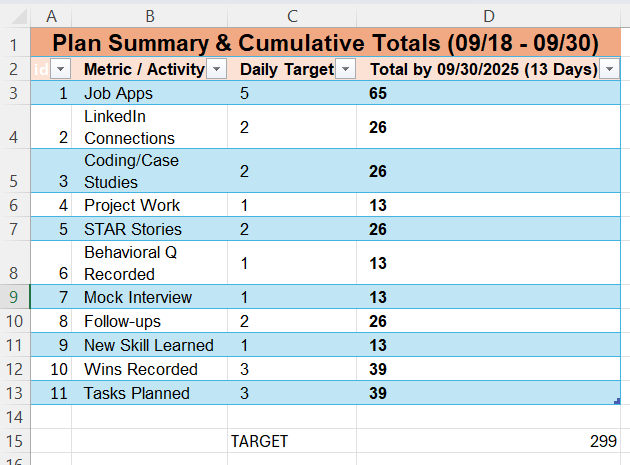 A B C D
1 Plan Summary & Cumulative Totals (09/18 - 09/30)
2 id Metric / Activity Daily Target Total by 09/30/2025 (13 Days)
3 1 Job Apps 5 65
LinkedIn
4 2 Connections 2 26
Coding/Case
5 3 Studies 2 26
6 4 Project Work 1 13
7 5 STAR Stories 2 26
Behavioral Q
8 6 Recorded 1 13
9 7 Mock Interview 1 13
10 8 Follow-ups 2 26
11 9 New Skill Learned 1 13
12 10 Wins Recorded 3 39
13 11 Tasks Planned 3 39
14
15 TARGET 299
16